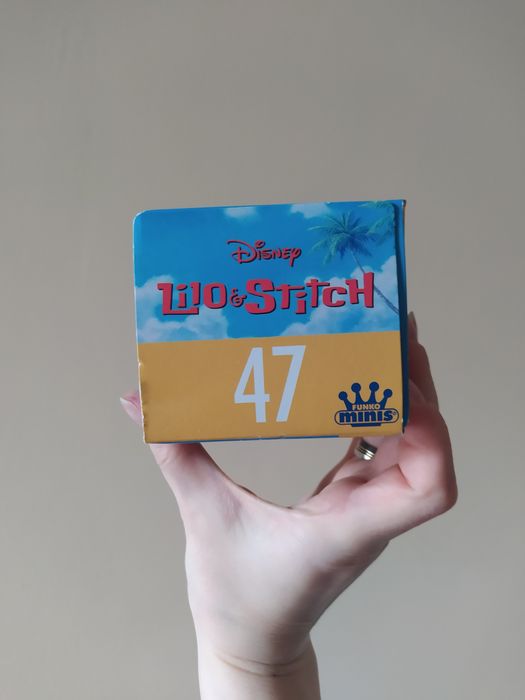 Disney
Lilo & Stitch
47
FUNKO
minis